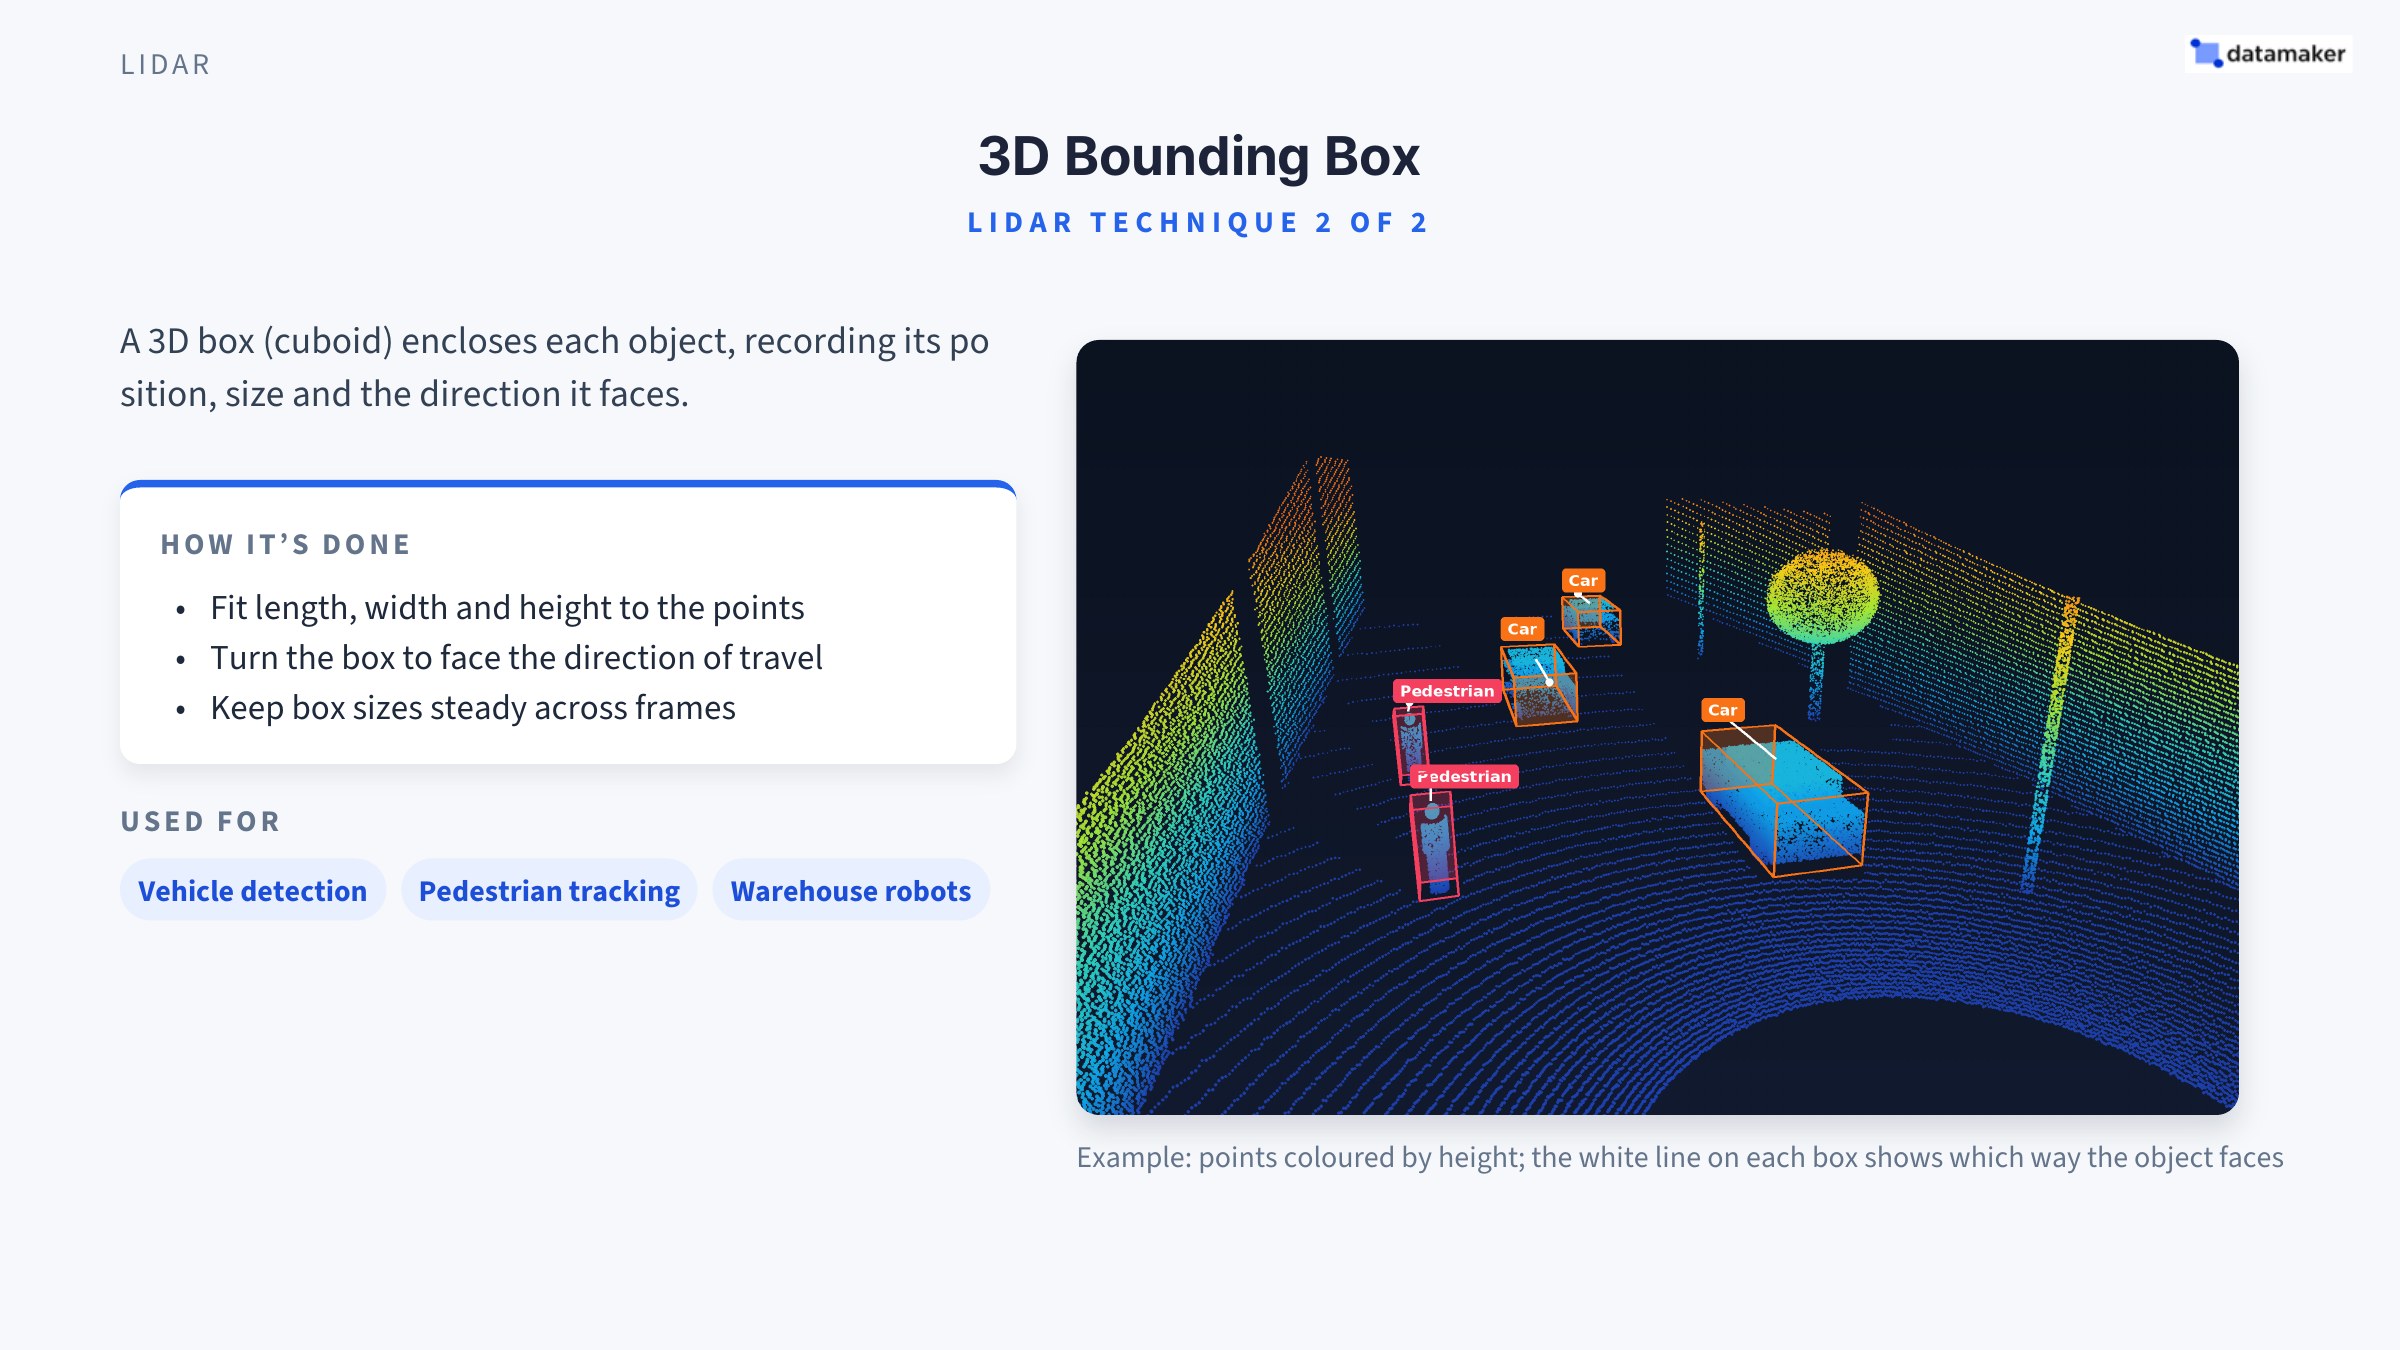 LIDAR
datamaker
3D Bounding Box
LIDAR TECHNIQUE 2 OF 2
A 3D box (cuboid) encloses each object, recording its po
sition, size and the direction it faces.
HOW IT’S DONE
• Fit length, width and height to the points
• Turn the box to face the direction of travel
• Keep box sizes steady across frames
USED FOR
Vehicle detection
Pedestrian tracking
Warehouse robots
Car
Car
Pedestrian
Car
Pedestrian
Example: points coloured by height; the white line on each box shows which way the object faces